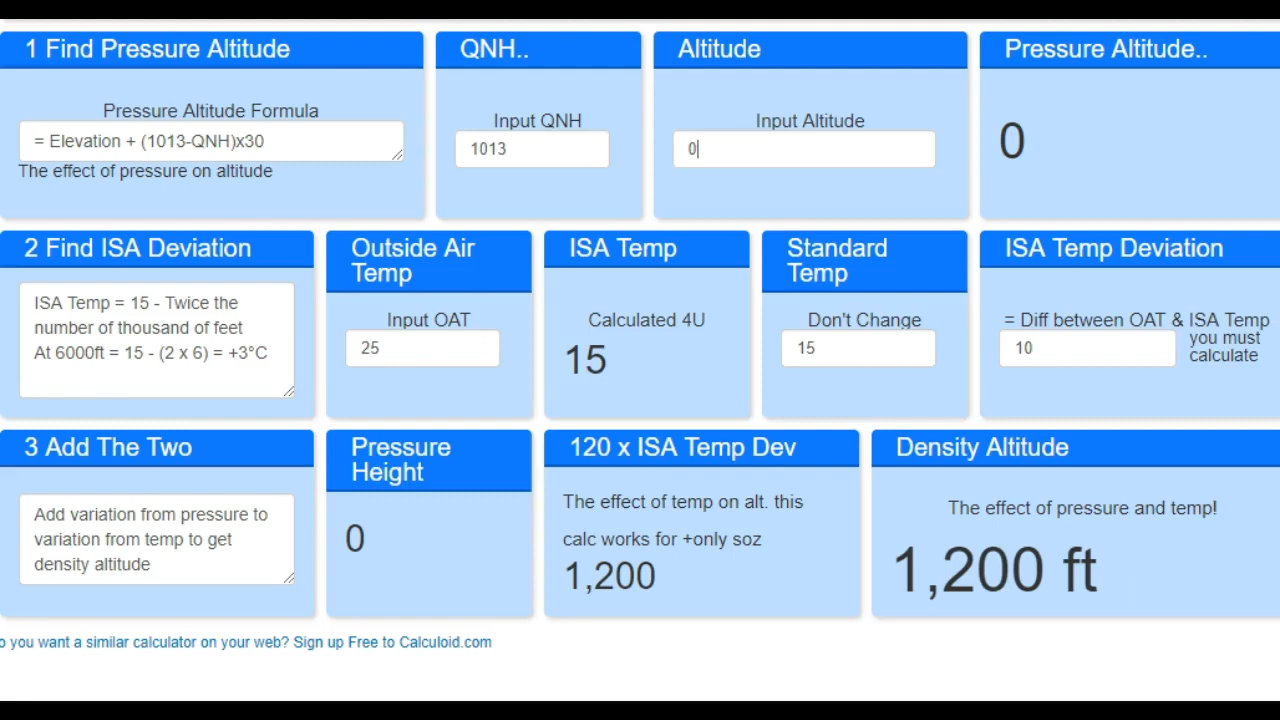 1 Find Pressure Altitude
Pressure Altitude Formula
= Elevation + (1013-QNH)x30
The effect of pressure on altitude
QNH..
Input QNH
1013
Altitude
Input Altitude
0
Pressure Altitude..
0
2 Find ISA Deviation
ISA Temp = 15 - Twice the
number of thousand of feet
At 6000ft = 15 - (2 x 6) = +3°C
Outside Air
Temp
Input OAT
25
ISA Temp
Calculated 4U
15
Standard
Temp
Don't Change
15
ISA Temp Deviation
= Diff between OAT & ISA Temp
10
you must
calculate
3 Add The Two
Add variation from pressure to
variation from temp to get
density altitude
Pressure
Height
0
120 x ISA Temp Dev
The effect of temp on alt. this
calc works for +only soz
1,200
Density Altitude
The effect of pressure and temp!
1,200 ft
o you want a similar calculator on your web? Sign up Free to Calculoid.com